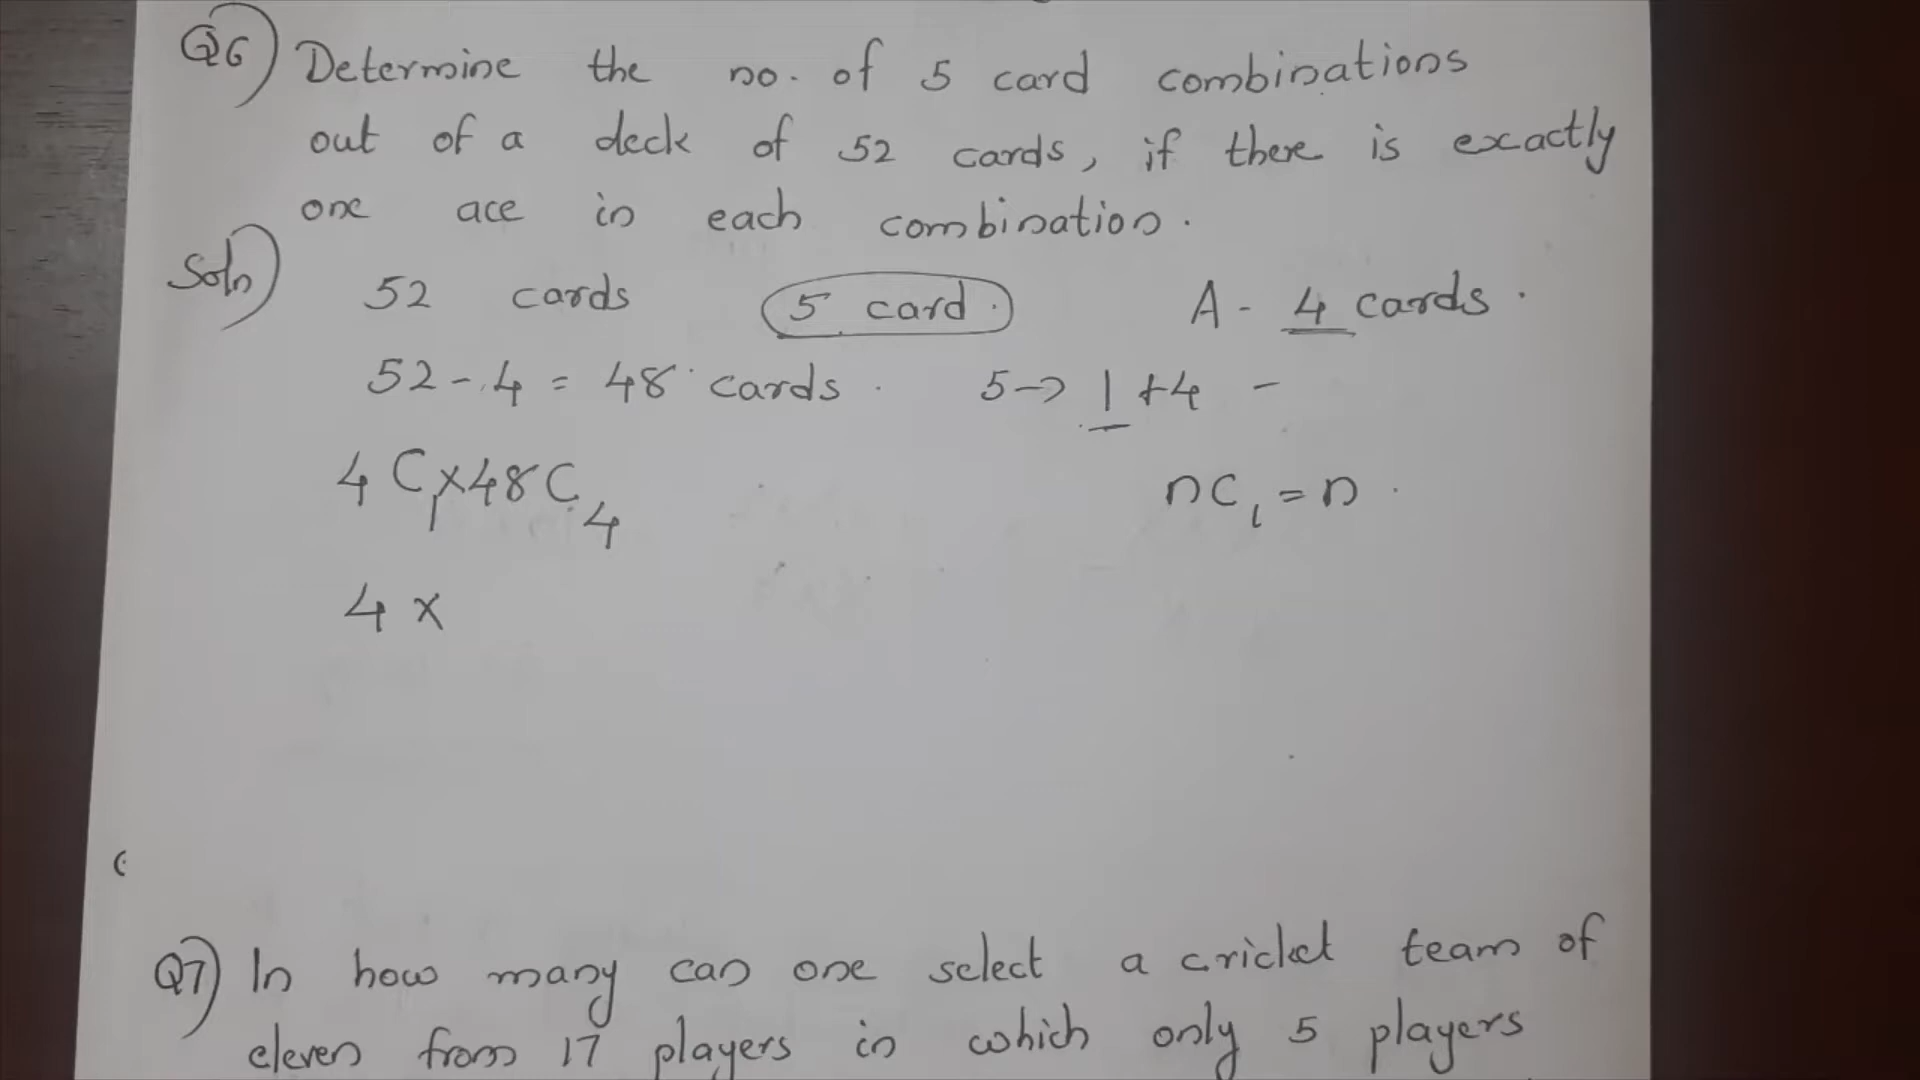 Q6) Determine the no. of 5 card combinations
out of a deck of 52 cards, if there is exactly
one ace in each combination.
Soln) 52 cards 5 card. A - 4 cards.
52 - 4 = 48 cards. 5 -> 1 + 4 -
4C₁ x 48C₄ nC₁ = n.
4 x
Q7) In how many can one select a cricket team of
eleven from 17 players in which only 5 players